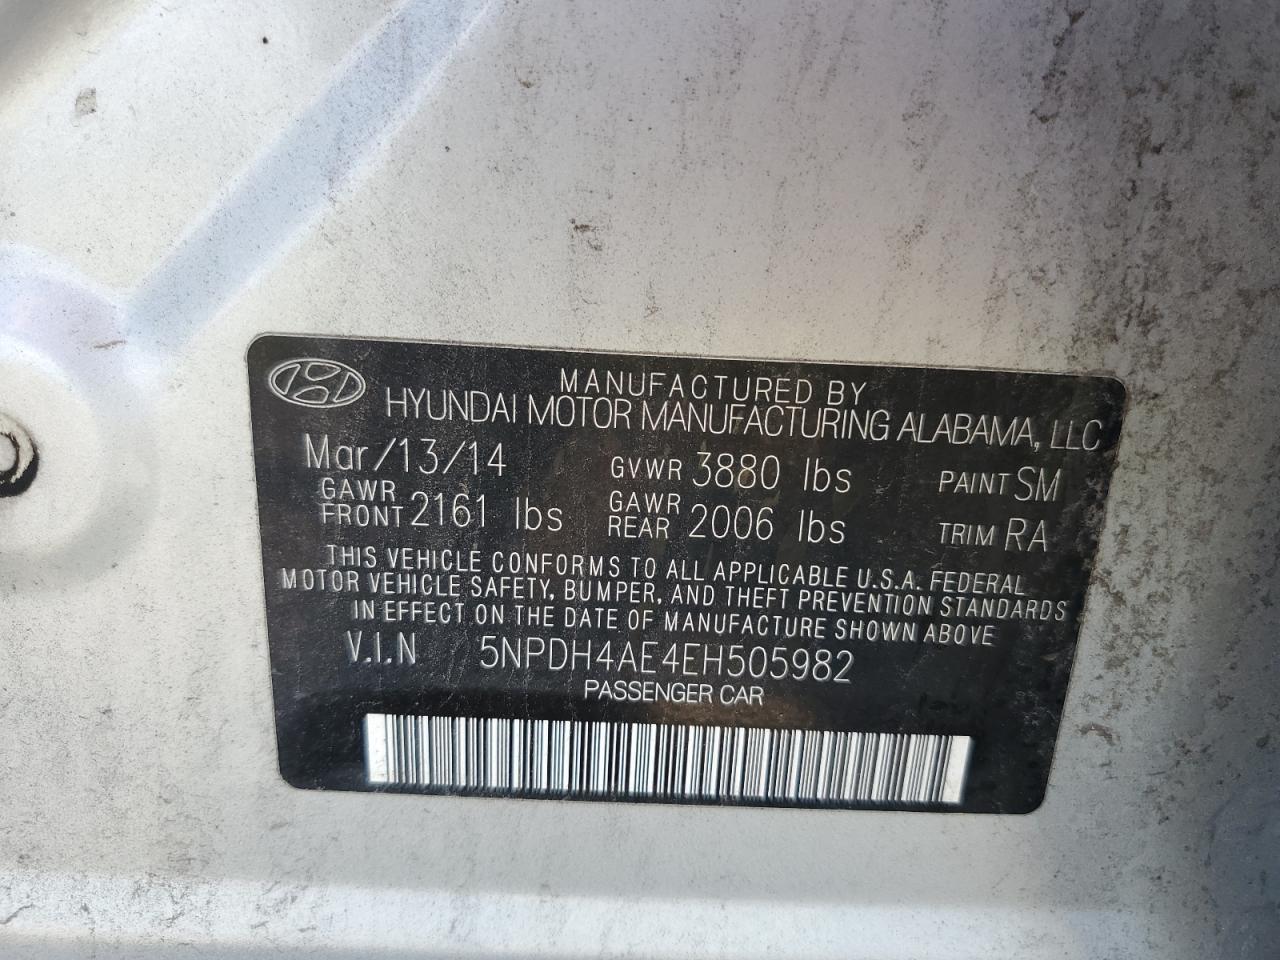 MANUFACTURED BY
HYUNDAI MOTOR MANUFACTURING ALABAMA, LLC
Mar/13/14 GVWR 3880 lbs PAINT SM
GAWR FRONT 2161 lbs GAWR REAR 2006 lbs TRIM RA
THIS VEHICLE CONFORMS TO ALL APPLICABLE U.S.A. FEDERAL
MOTOR VEHICLE SAFETY, BUMPER, AND THEFT PREVENTION STANDARDS
IN EFFECT ON THE DATE OF MANUFACTURE SHOWN ABOVE
V.I.N 5NPDH4AE4EH505982
PASSENGER CAR